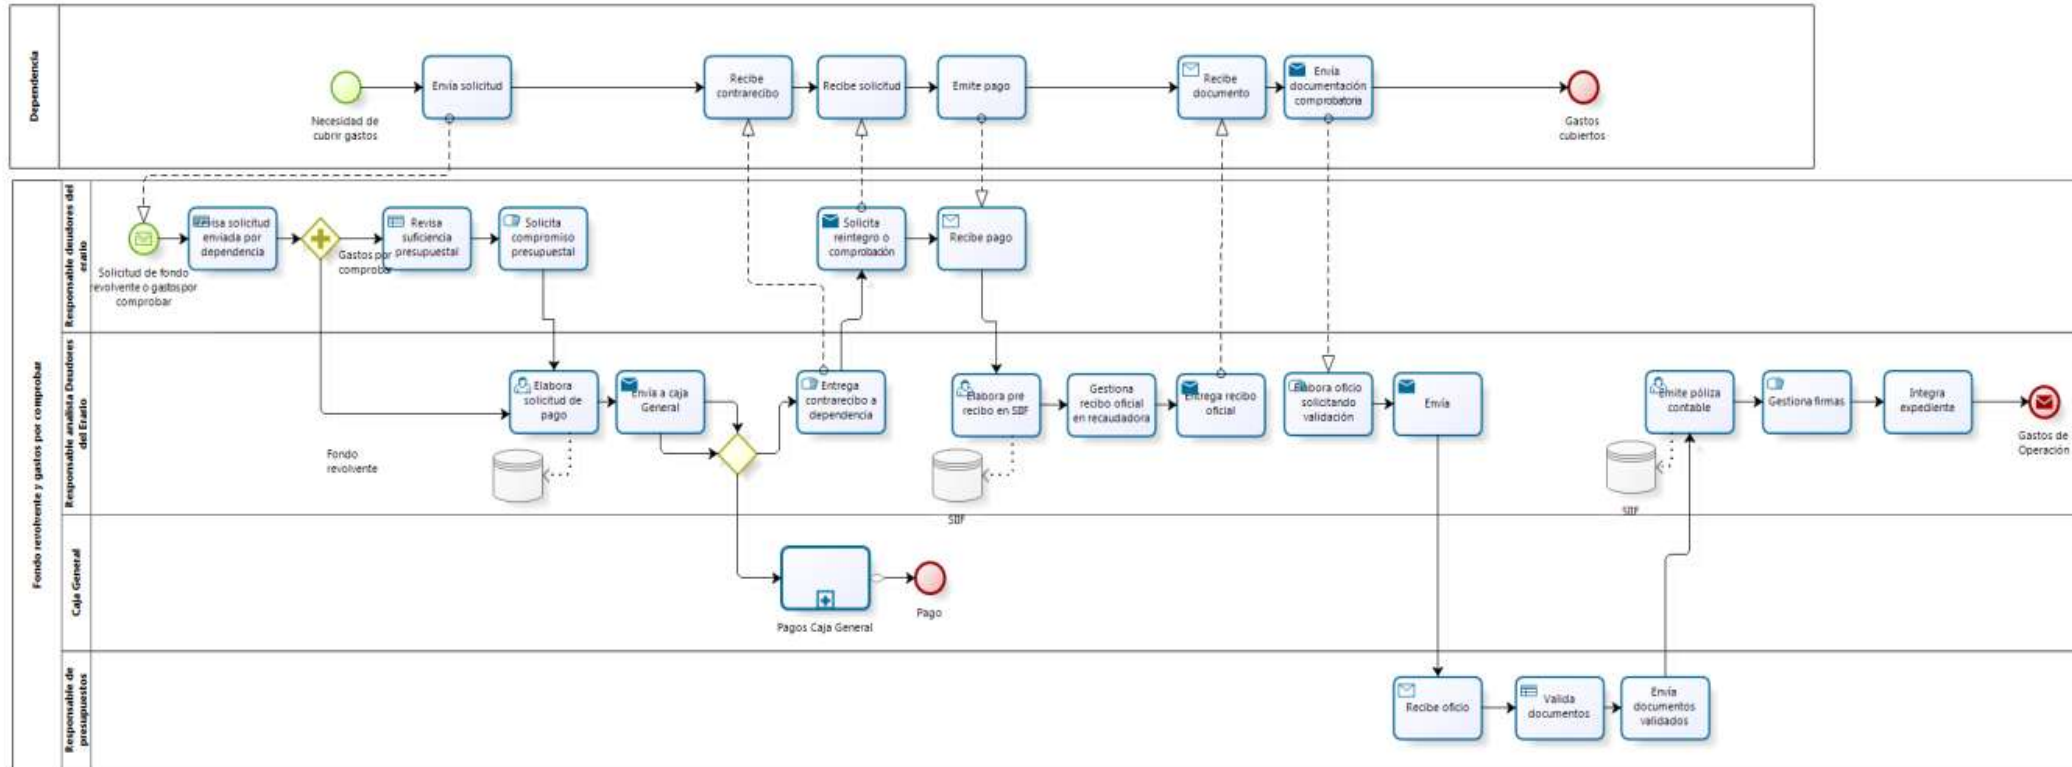 Dependencia
Envía solicitud
Recibe
contrarecibo
Recibe solicitud
Emite pago
Recibe
documento
Envía
documentación
comprobatoria
Necesidad de
cubrir gastos
Gastos
cubiertos
Fondo revolvente y gastos por comprobar
Responsable deudores del
erario
Solicitud de fondo
revolvente o gastos por
comprobar
isa solicitud
enviada por
dependencia
Gastos por
comprobar
Revisa
suficiencia
presupuestal
Solicita
compromiso
presupuestal
Solicita
reintegro o
comprobación
Recibe pago
Responsable analista Deudores
del Erario
Elabora
solicitud de
pago
Envía a caja
General
Entrega
contrarecibo a
dependencia
Elabora pre
recibo en SIIF
Gestiona
recibo oficial
en recaudadora
Entrega recibo
oficial
Elabora oficio
solicitando
validación
Envía
Emite póliza
contable
Gestiona firmas
Integra
expediente
Gastos de
Operación
Fondo
revolvente
SIIF
SIIF
Caja General
Pagos Caja General
Pago
Responsable de
presupuestos
Recibe oficio
Valida
documentos
Envía
documentos
validados